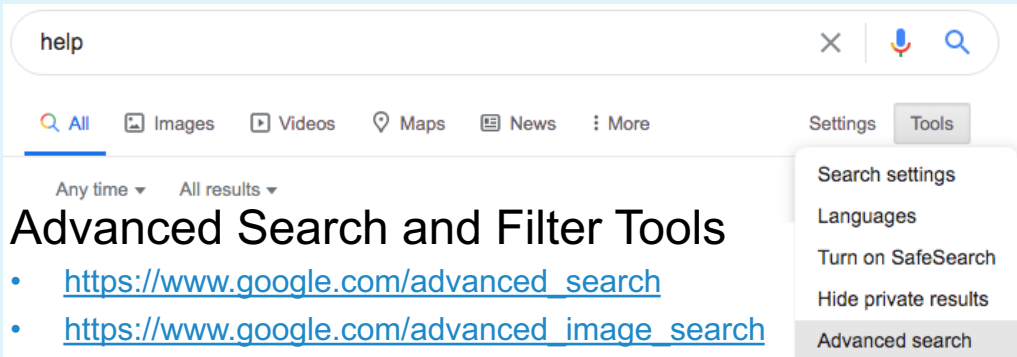 help
All Images Videos Maps News More Settings Tools
Any time All results
Search settings
Languages
Turn on SafeSearch
Hide private results
Advanced search
Advanced Search and Filter Tools
• https://www.google.com/advanced_search
• https://www.google.com/advanced_image_search